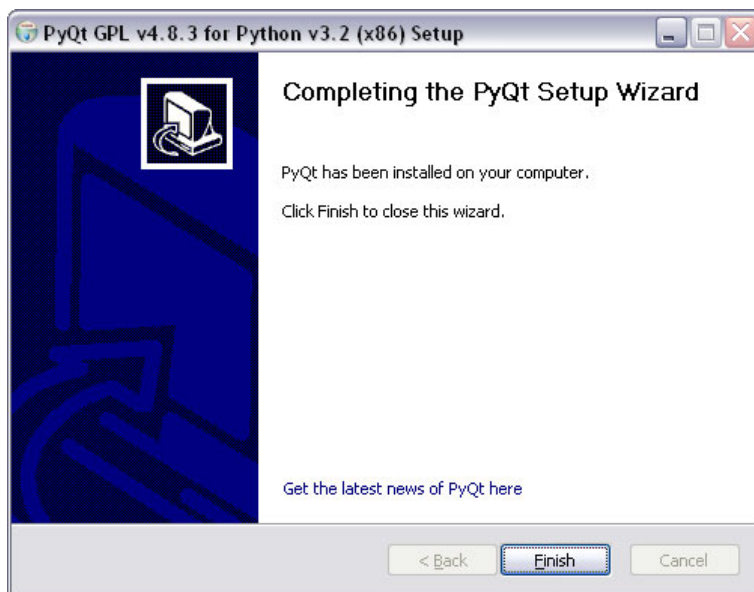 PyQt GPL v4.8.3 for Python v3.2 (x86) Setup
Completing the PyQt Setup Wizard
PyQt has been installed on your computer.
Click Finish to close this wizard.
Get the latest news of PyQt here
< Back Finish Cancel